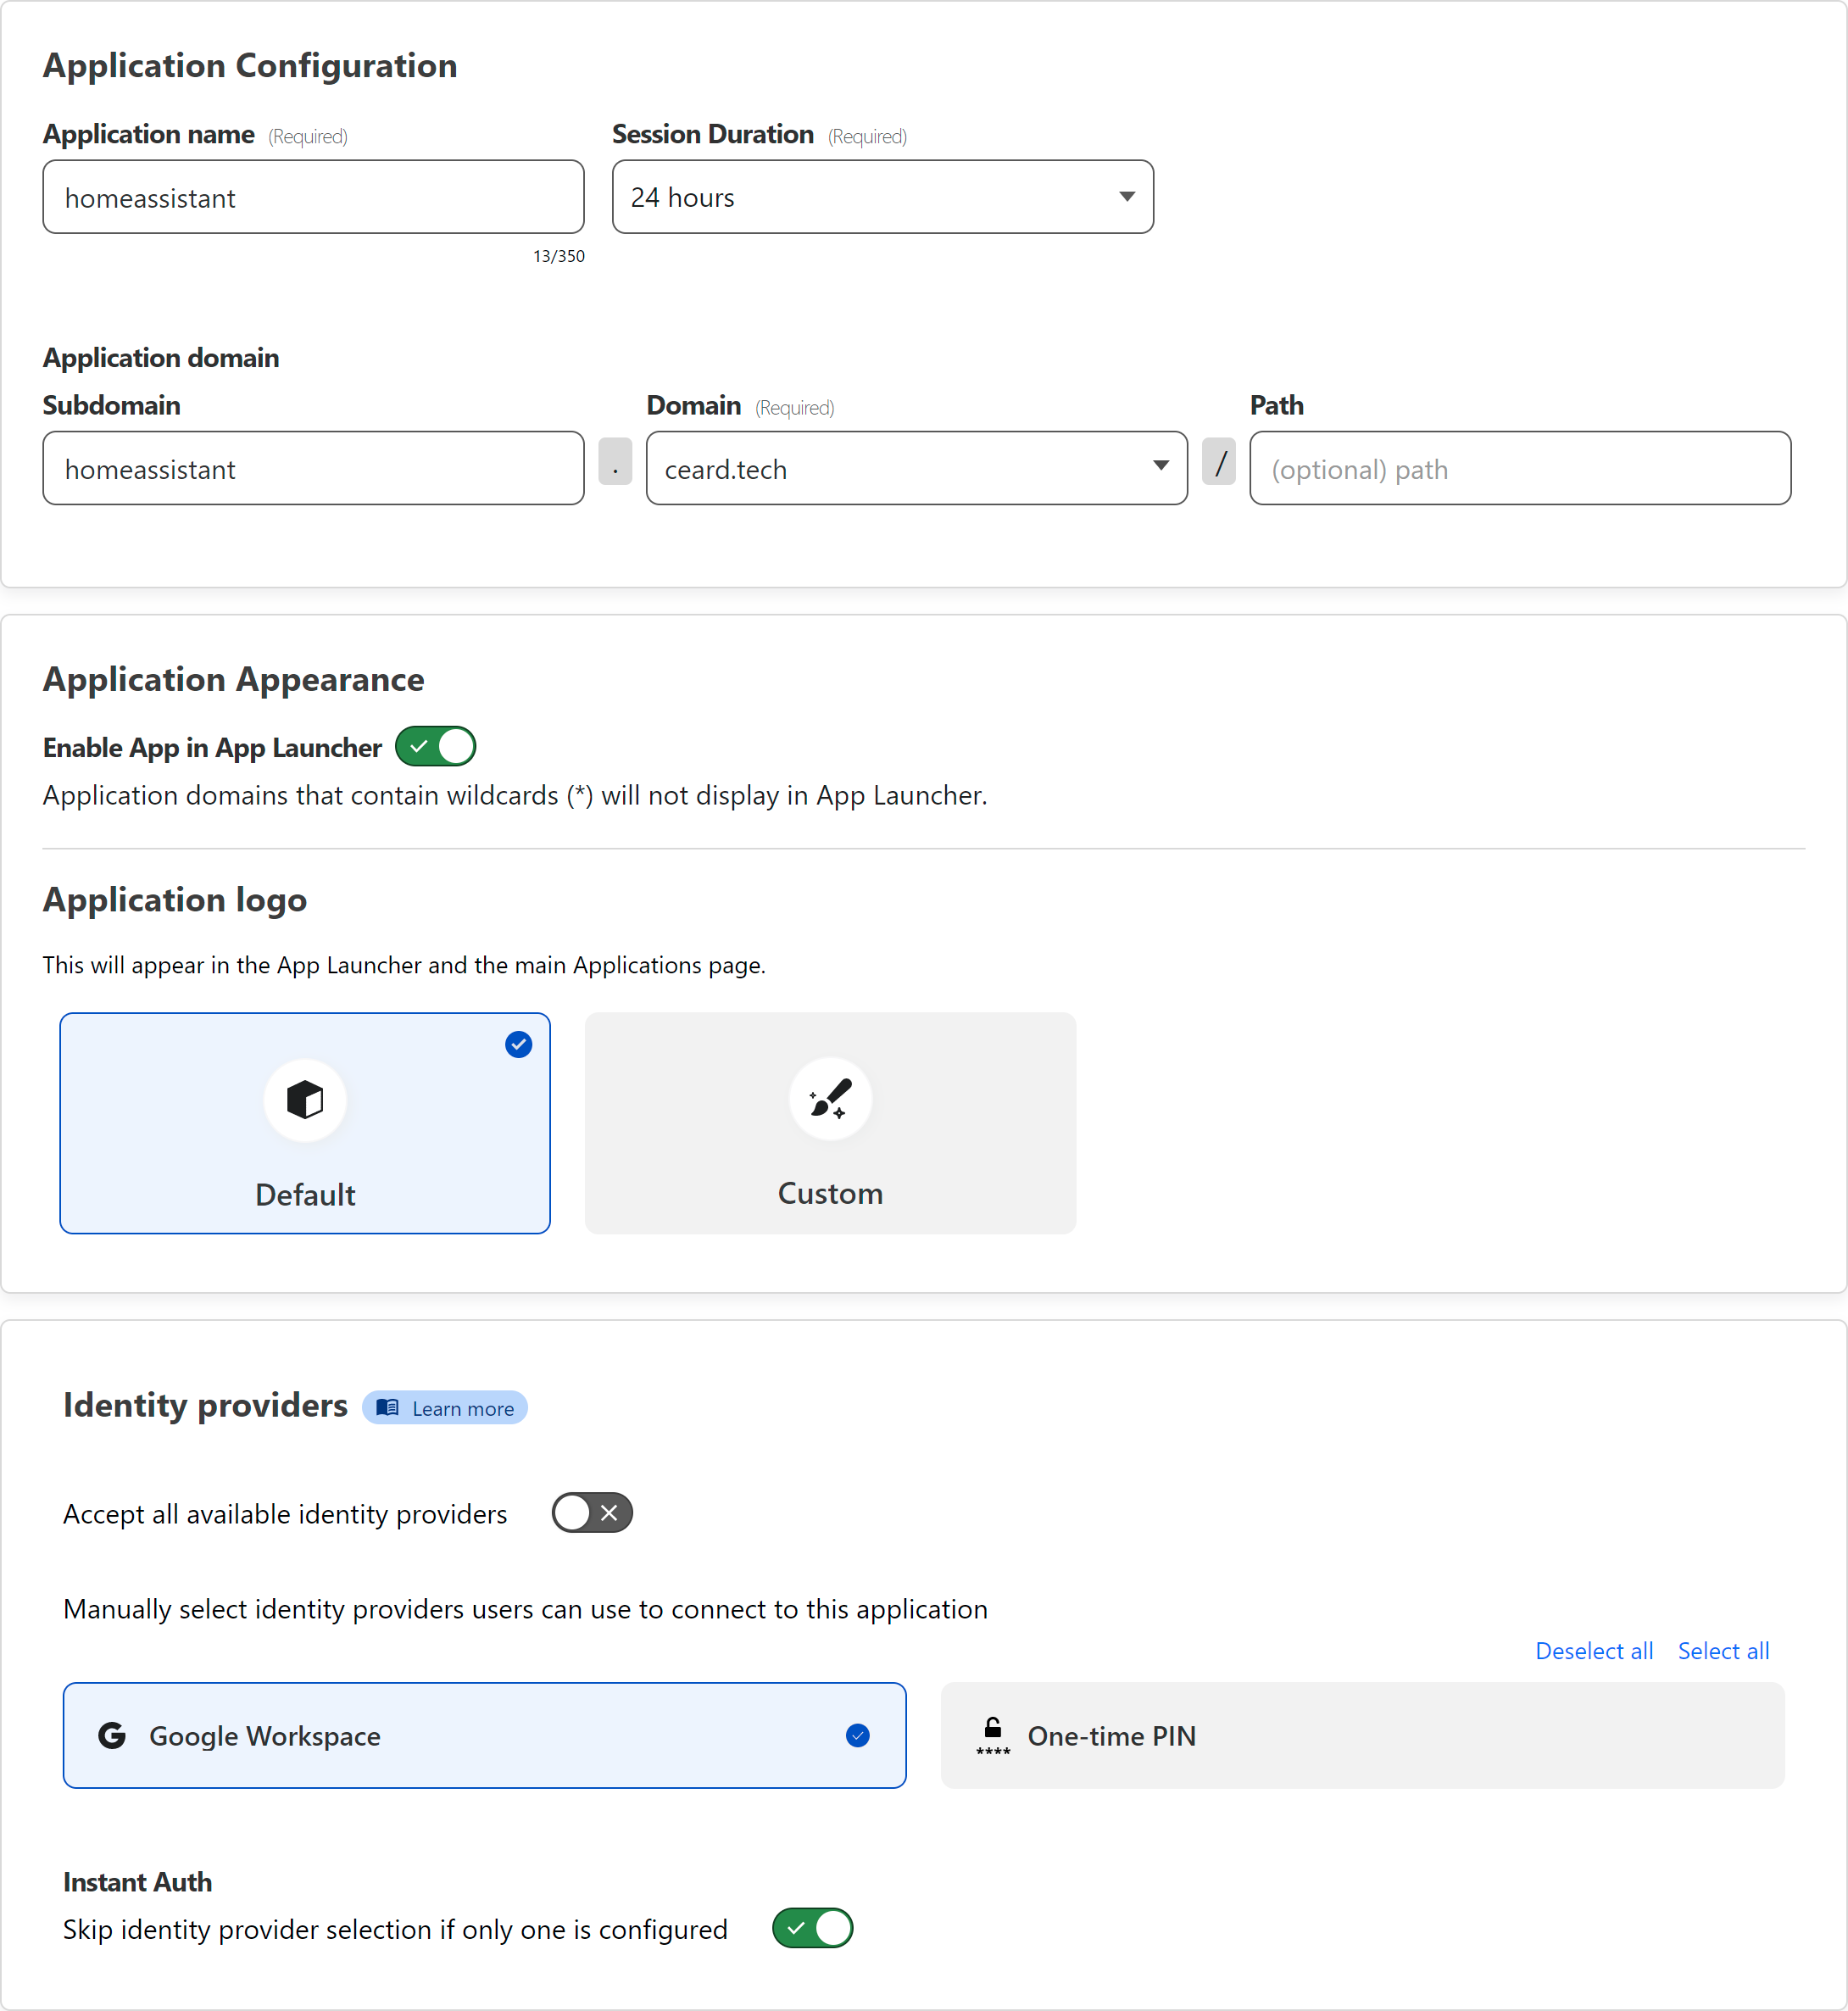 Application Configuration
Application name (Required)
Session Duration (Required)
homeassistant
24 hours
13/350
Application domain
Subdomain
Domain (Required)
Path
homeassistant
.
ceard.tech
/
(optional) path
Application Appearance
Enable App in App Launcher
Application domains that contain wildcards (*) will not display in App Launcher.
Application logo
This will appear in the App Launcher and the main Applications page.
Default
Custom
Identity providers
Learn more
Accept all available identity providers
Manually select identity providers users can use to connect to this application
Deselect all
Select all
Google Workspace
One-time PIN
Instant Auth
Skip identity provider selection if only one is configured